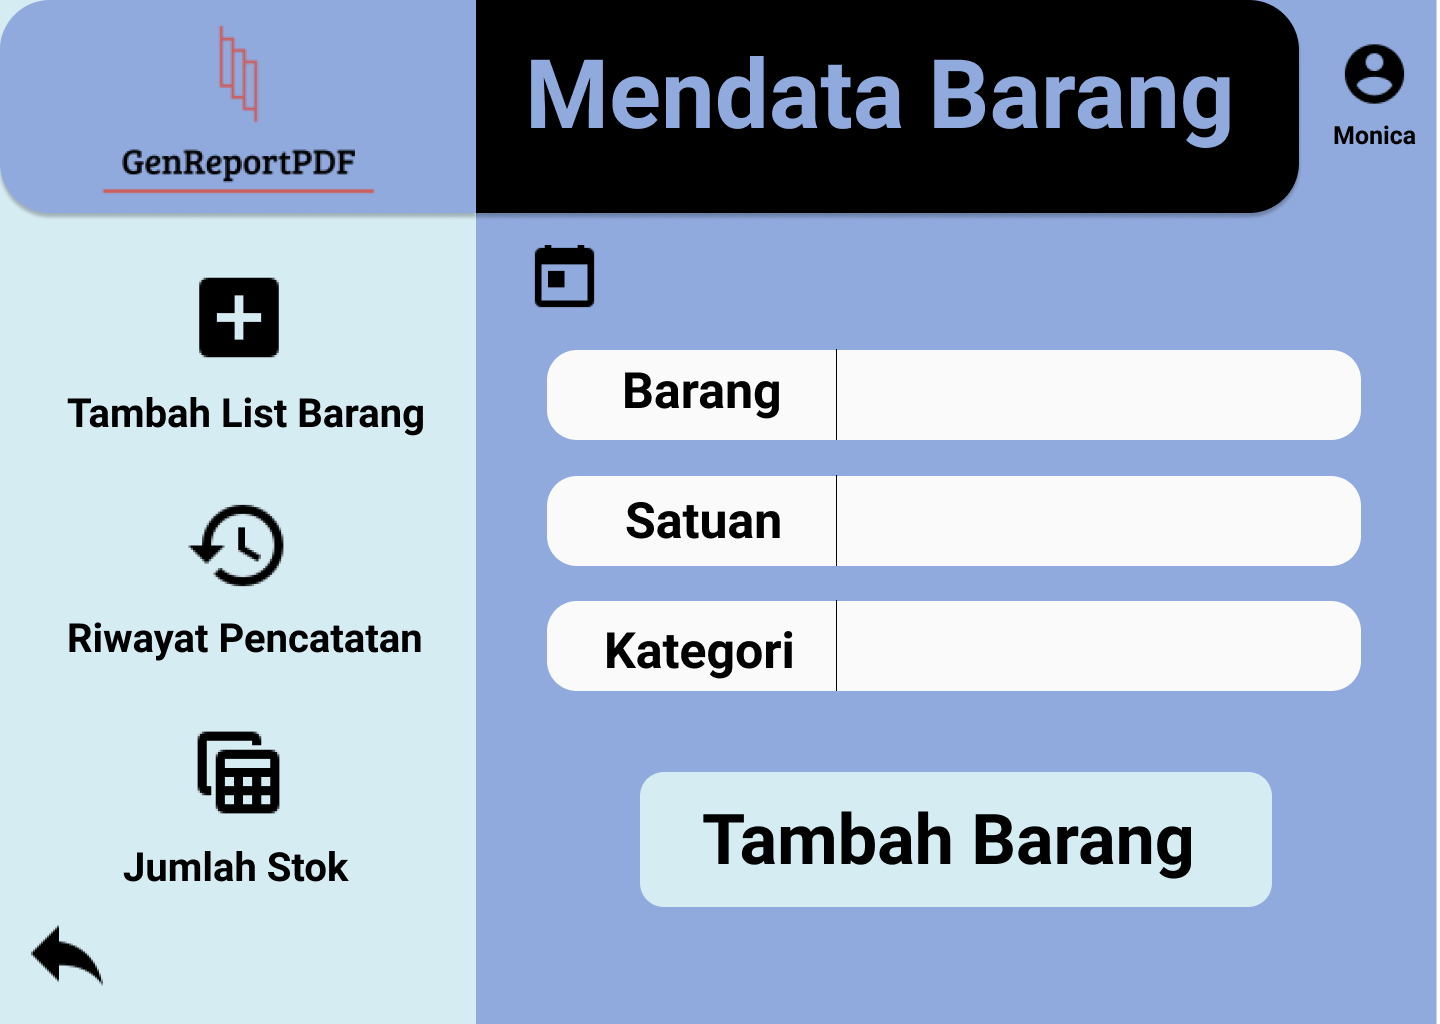 GenReportPDF
Mendata Barang
Monica
Tambah List Barang
Riwayat Pencatatan
Jumlah Stok
Barang
Satuan
Kategori
Tambah Barang